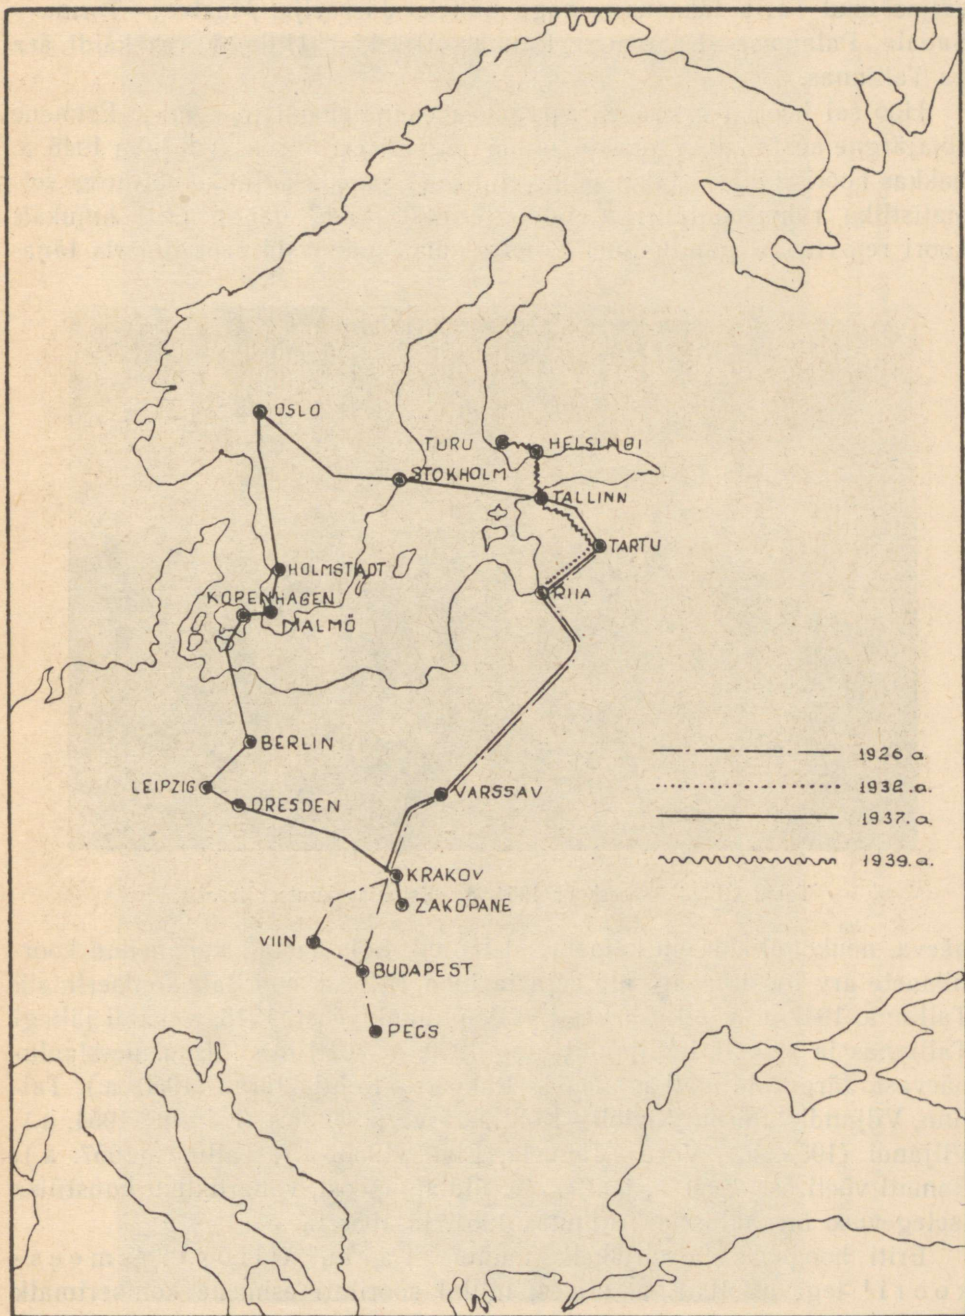 OSLO
TURU
HELSINGI
STOKHOLM
TALLINN
TARTU
HOLMSTADT
KOPENHAGEN
RIIA
MALMÖ
BERLIN
1926 a.
LEIPZIG
VARSSAV
1932.a.
DRESDEN
1937.a.
1939.a.
KRAKOV
ZAKOPANE
VIIN
BUDAPEST
PEGS